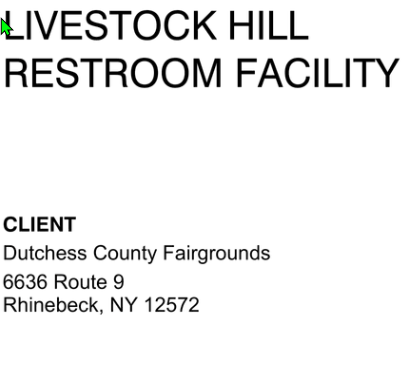 LIVESTOCK HILL
RESTROOM FACILITY
CLIENT
Dutchess County Fairgrounds
6636 Route 9
Rhinebeck, NY 12572